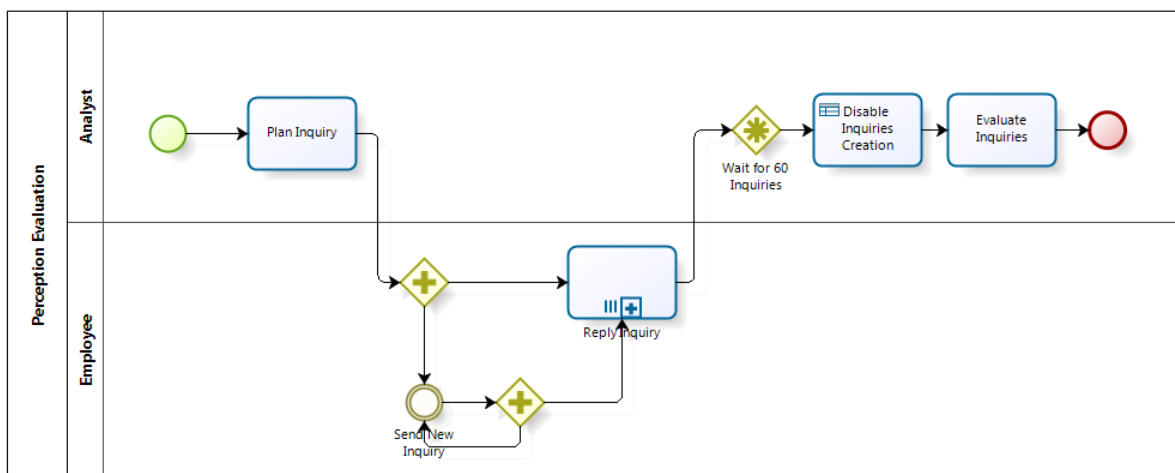 Perception Evaluation
Analyst
Plan Inquiry
Wait for 60
Inquiries
Disable
Inquiries
Creation
Evaluate
Inquiries
Employee
Reply Inquiry
Send New
Inquiry